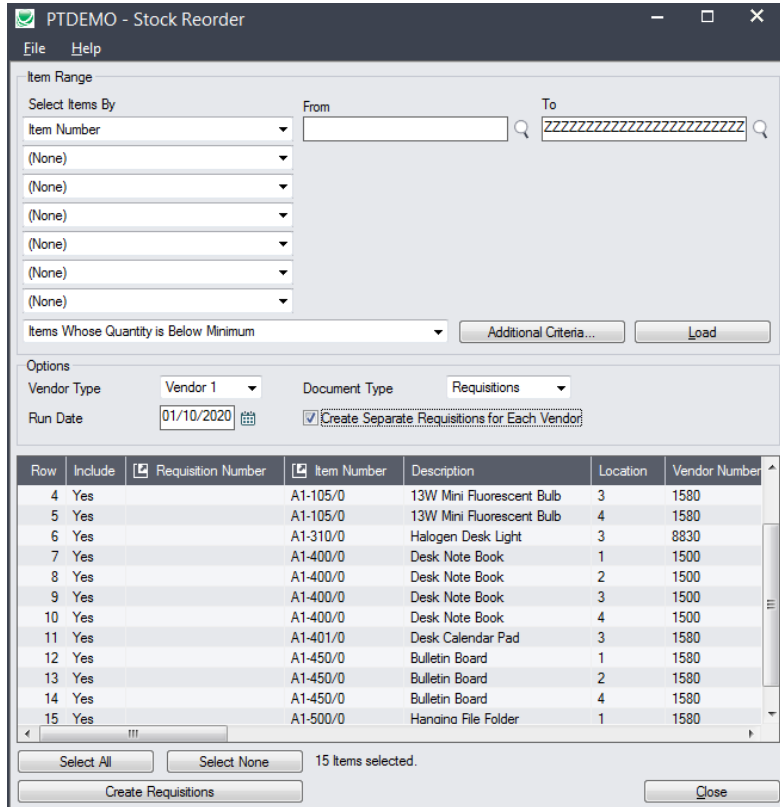 PTDEMO - Stock Reorder
File Help
Item Range
Select Items By From To
Item Number ZZZZZZZZZZZZZZZZZZZZZZZZ
(None)
(None)
(None)
(None)
(None)
(None)
Items Whose Quantity is Below Minimum Additional Criteria... Load
Options
Vendor Type Vendor 1 Document Type Requisitions
Run Date 01/10/2020 Create Separate Requisitions for Each Vendor
Row Include Requisition Number Item Number Description Location Vendor Number
4 Yes A1-105/0 13W Mini Fluorescent Bulb 3 1580
5 Yes A1-105/0 13W Mini Fluorescent Bulb 4 1580
6 Yes A1-310/0 Halogen Desk Light 3 8830
7 Yes A1-400/0 Desk Note Book 1 1500
8 Yes A1-400/0 Desk Note Book 2 1500
9 Yes A1-400/0 Desk Note Book 3 1500
10 Yes A1-400/0 Desk Note Book 4 1500
11 Yes A1-401/0 Desk Calendar Pad 3 1580
12 Yes A1-450/0 Bulletin Board 1 1580
13 Yes A1-450/0 Bulletin Board 2 1580
14 Yes A1-450/0 Bulletin Board 4 1580
15 Yes A1-500/0 Hanging File Folder 1 1580
Select All Select None 15 Items selected.
Create Requisitions Close